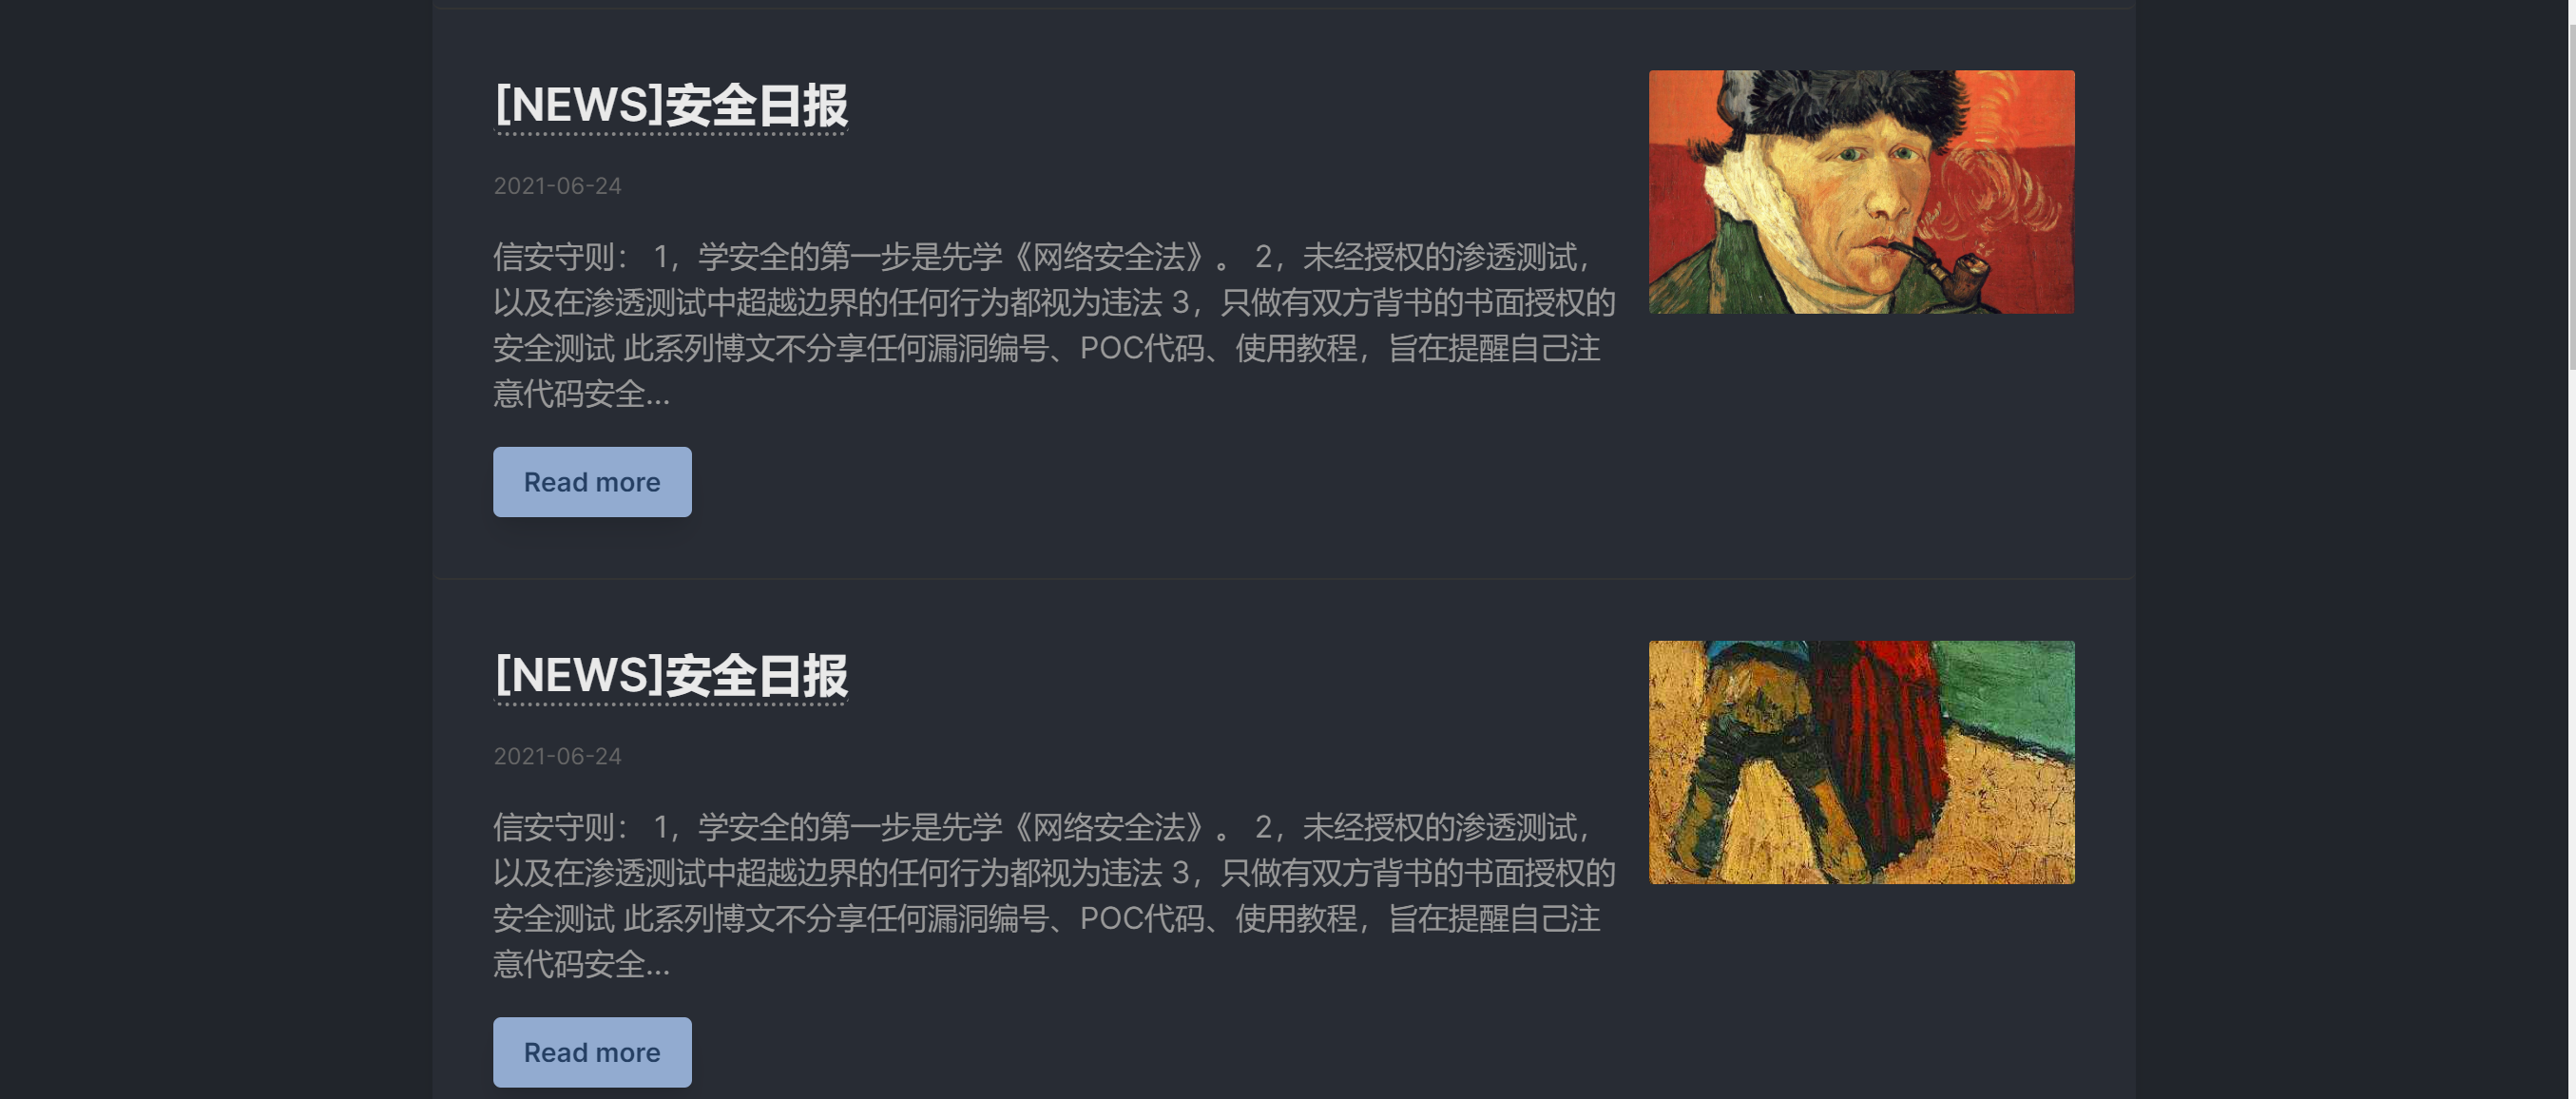 [NEWS]安全日报
2021-06-24
信安守则： 1，学安全的第一步是先学《网络安全法》。 2，未经授权的渗透测试，
以及在渗透测试中超越边界的任何行为都视为违法 3，只做有双方背书的书面授权的
安全测试 此系列博文不分享任何漏洞编号、POC代码、使用教程，旨在提醒自己注
意代码安全...
Read more
[NEWS]安全日报
2021-06-24
信安守则： 1，学安全的第一步是先学《网络安全法》。 2，未经授权的渗透测试，
以及在渗透测试中超越边界的任何行为都视为违法 3，只做有双方背书的书面授权的
安全测试 此系列博文不分享任何漏洞编号、POC代码、使用教程，旨在提醒自己注
意代码安全...
Read more